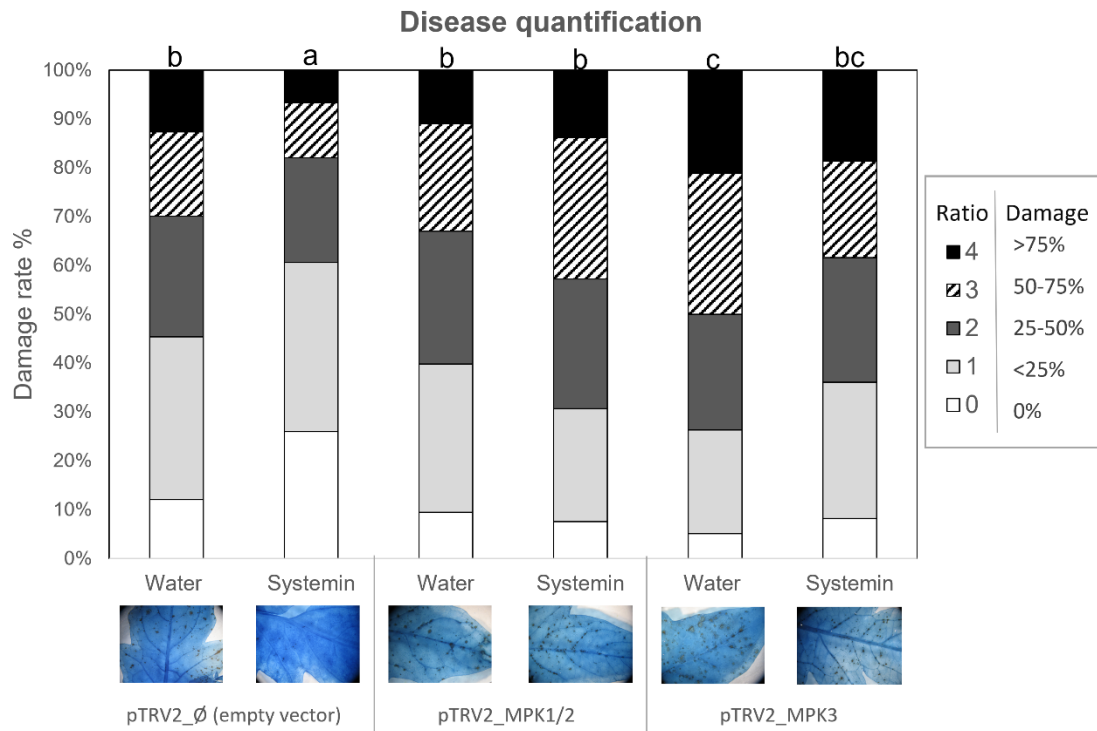 Disease quantification
b a b b c bc
Damage rate %
100%
90%
80%
70%
60%
50%
40%
30%
20%
10%
0%
Ratio Damage
4 >75%
3 50-75%
2 25-50%
1 <25%
0 0%
Water Systemin Water Systemin Water Systemin
pTRV2_Ø (empty vector) pTRV2_MPK1/2 pTRV2_MPK3